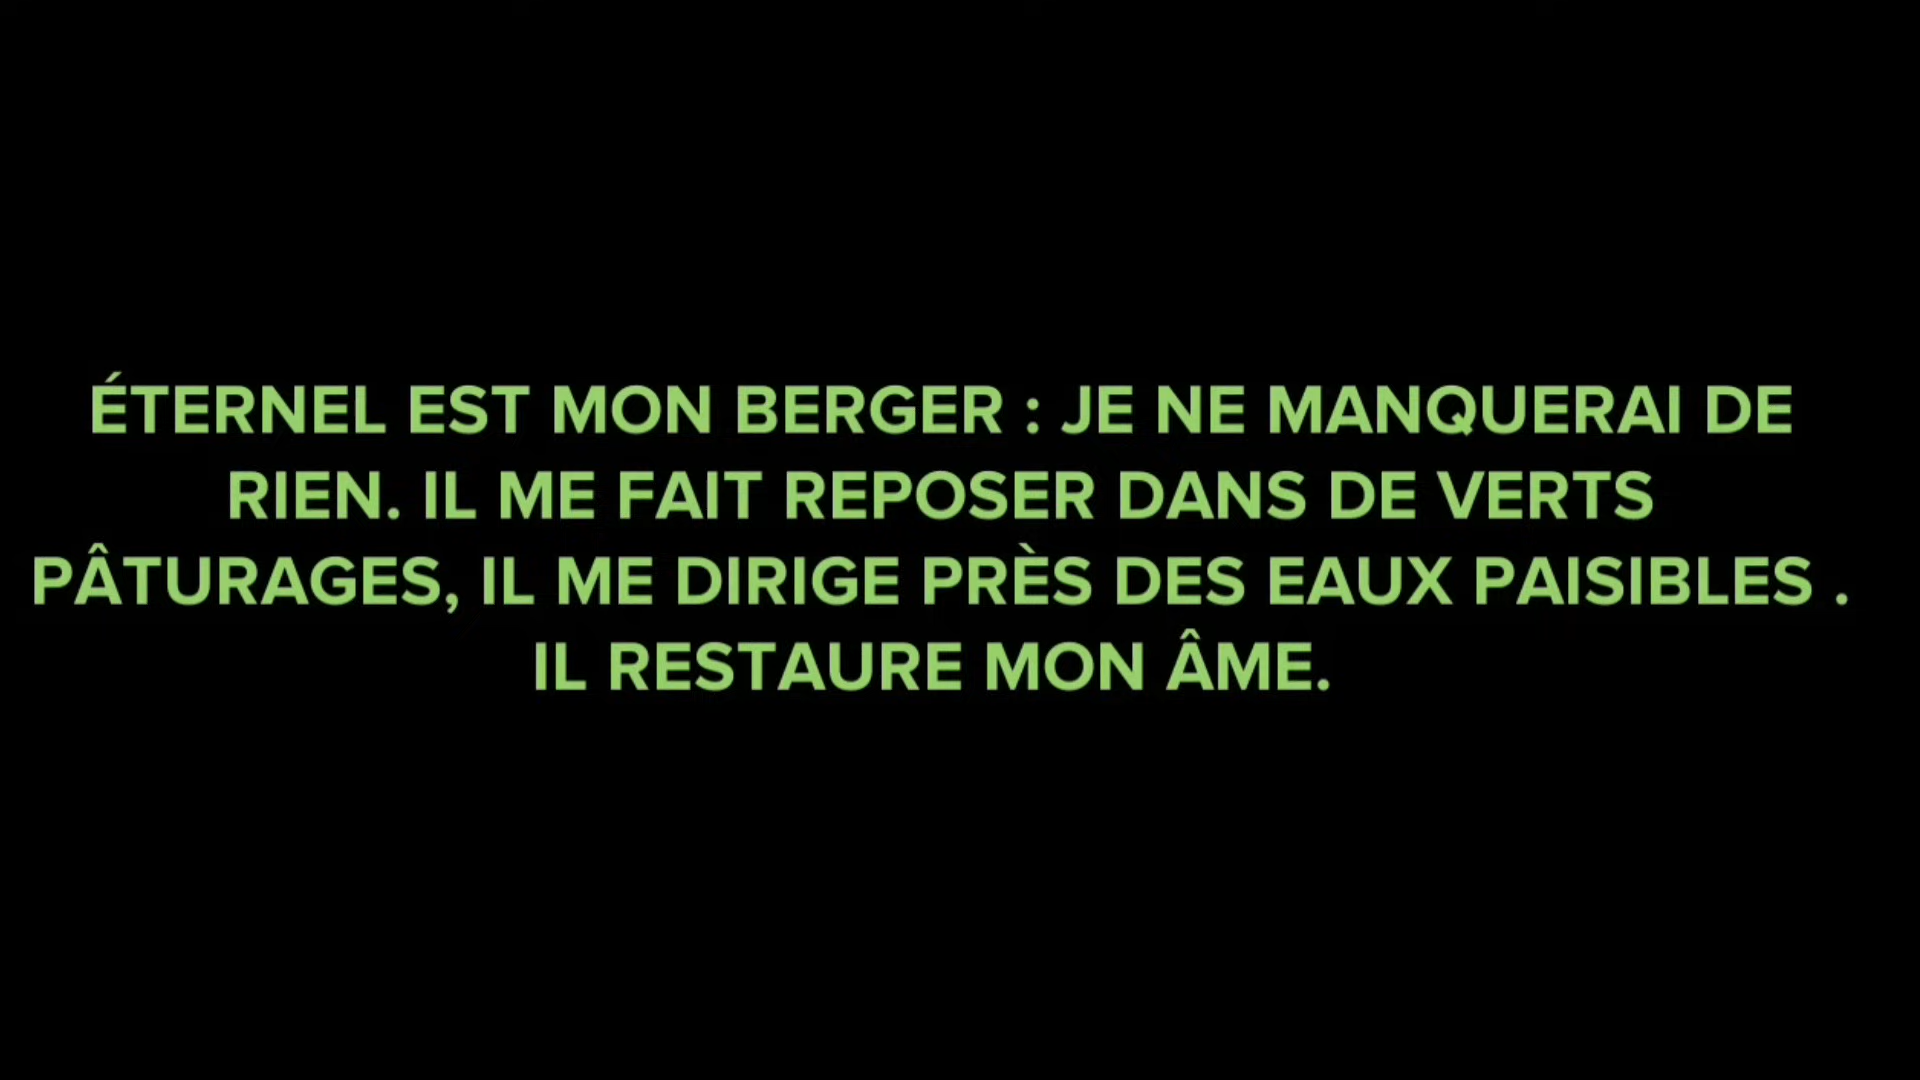 ÉTERNEL EST MON BERGER : JE NE MANQUERAI DE
RIEN. IL ME FAIT REPOSER DANS DE VERTS
PÂTURAGES, IL ME DIRIGE PRÈS DES EAUX PAISIBLES .
IL RESTAURE MON ÂME.